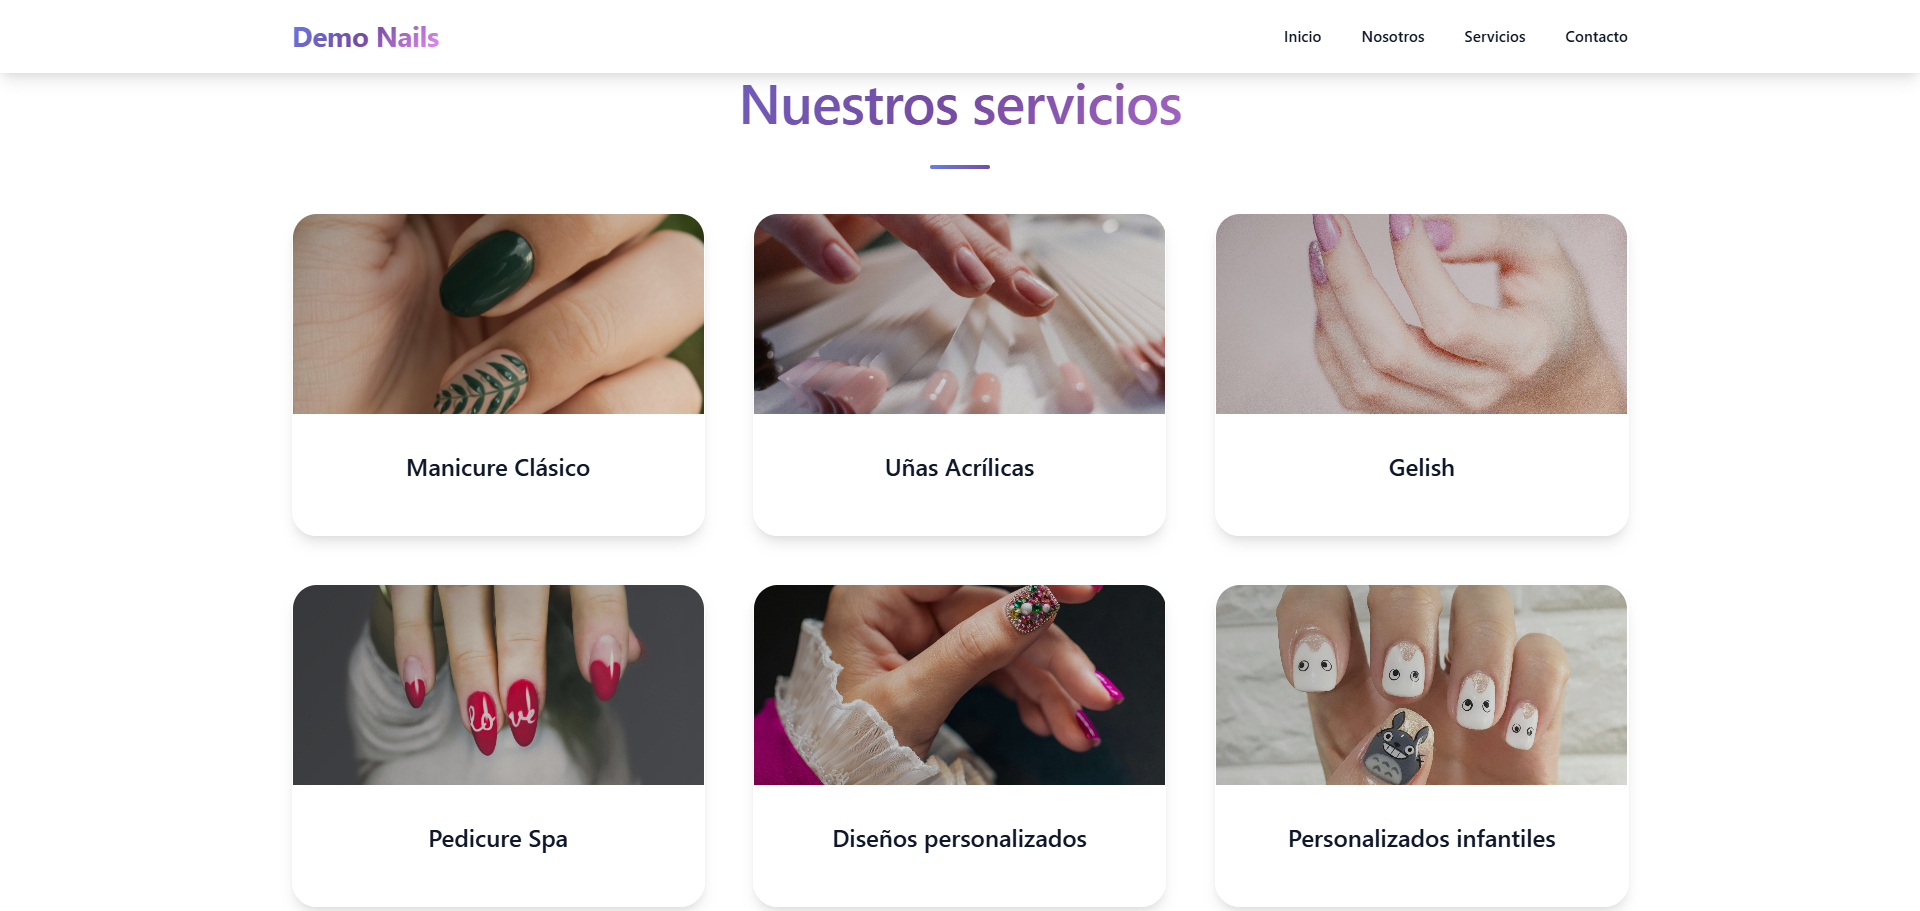 Demo Nails
Inicio Nosotros Servicios Contacto
Nuestros servicios
Manicure Clásico
Uñas Acrílicas
Gelish
love
Pedicure Spa
Diseños personalizados
Personalizados infantiles